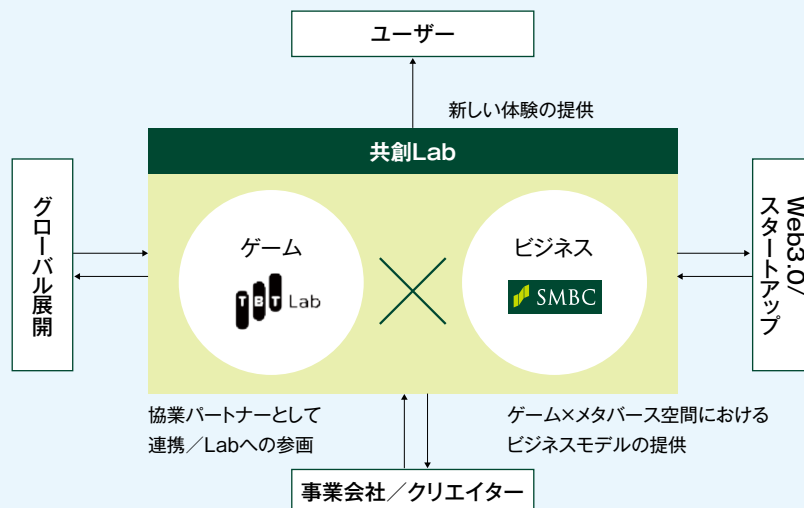 ユーザー
新しい体験の提供
共創Lab
グローバル展開
ゲーム
TBT Lab
ビジネス
SMBC
Web3.0/
スタートアップ
協業パートナーとして
連携／Labへの参画
ゲーム×メタバース空間における
ビジネスモデルの提供
事業会社／クリエイター